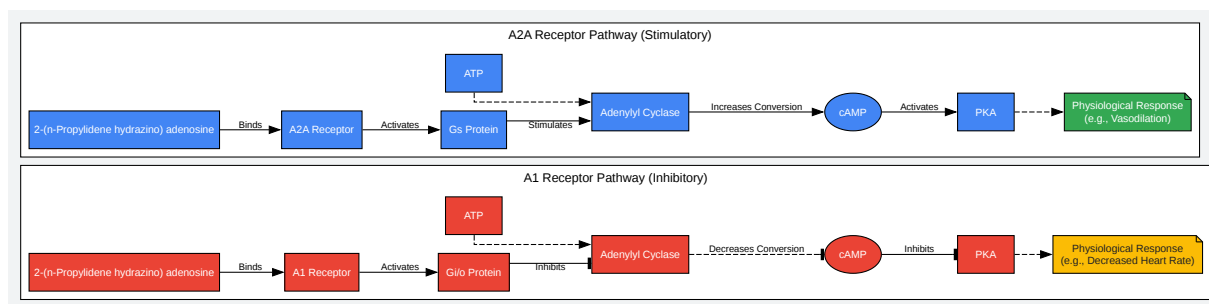 A2A Receptor Pathway (Stimulatory)
ATP
2-(n-Propylidene hydrazino) adenosine
Binds
A2A Receptor
Activates
Gs Protein
Stimulates
Adenylyl Cyclase
Increases Conversion
cAMP
Activates
PKA
Physiological Response
(e.g., Vasodilation)
A1 Receptor Pathway (Inhibitory)
ATP
2-(n-Propylidene hydrazino) adenosine
Binds
A1 Receptor
Activates
Gi/o Protein
Inhibits
Adenylyl Cyclase
Decreases Conversion
cAMP
Inhibits
PKA
Physiological Response
(e.g., Decreased Heart Rate)